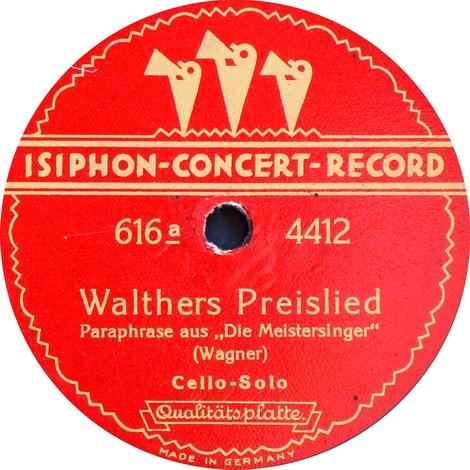 ISIPHON-CONCERT-RECORD
616a 4412
Walthers Preislied
Paraphrase aus „Die Meistersinger“
(Wagner)
Cello-Solo
Qualitätsplatte.
MADE IN GERMANY